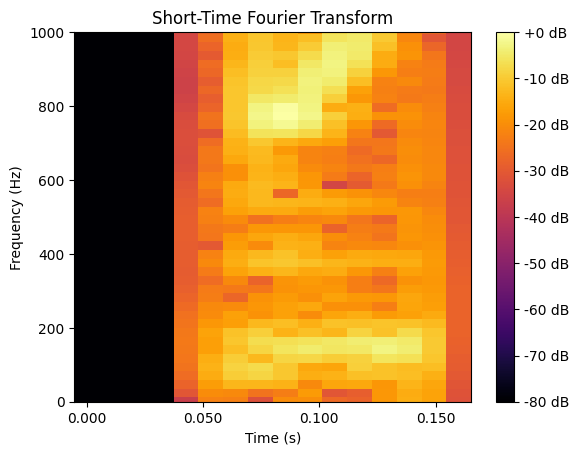 Short-Time Fourier Transform
1000
800
600
400
200
0
Frequency (Hz)
0.000
0.050
0.100
0.150
Time (s)
+0 dB
-10 dB
-20 dB
-30 dB
-40 dB
-50 dB
-60 dB
-70 dB
-80 dB